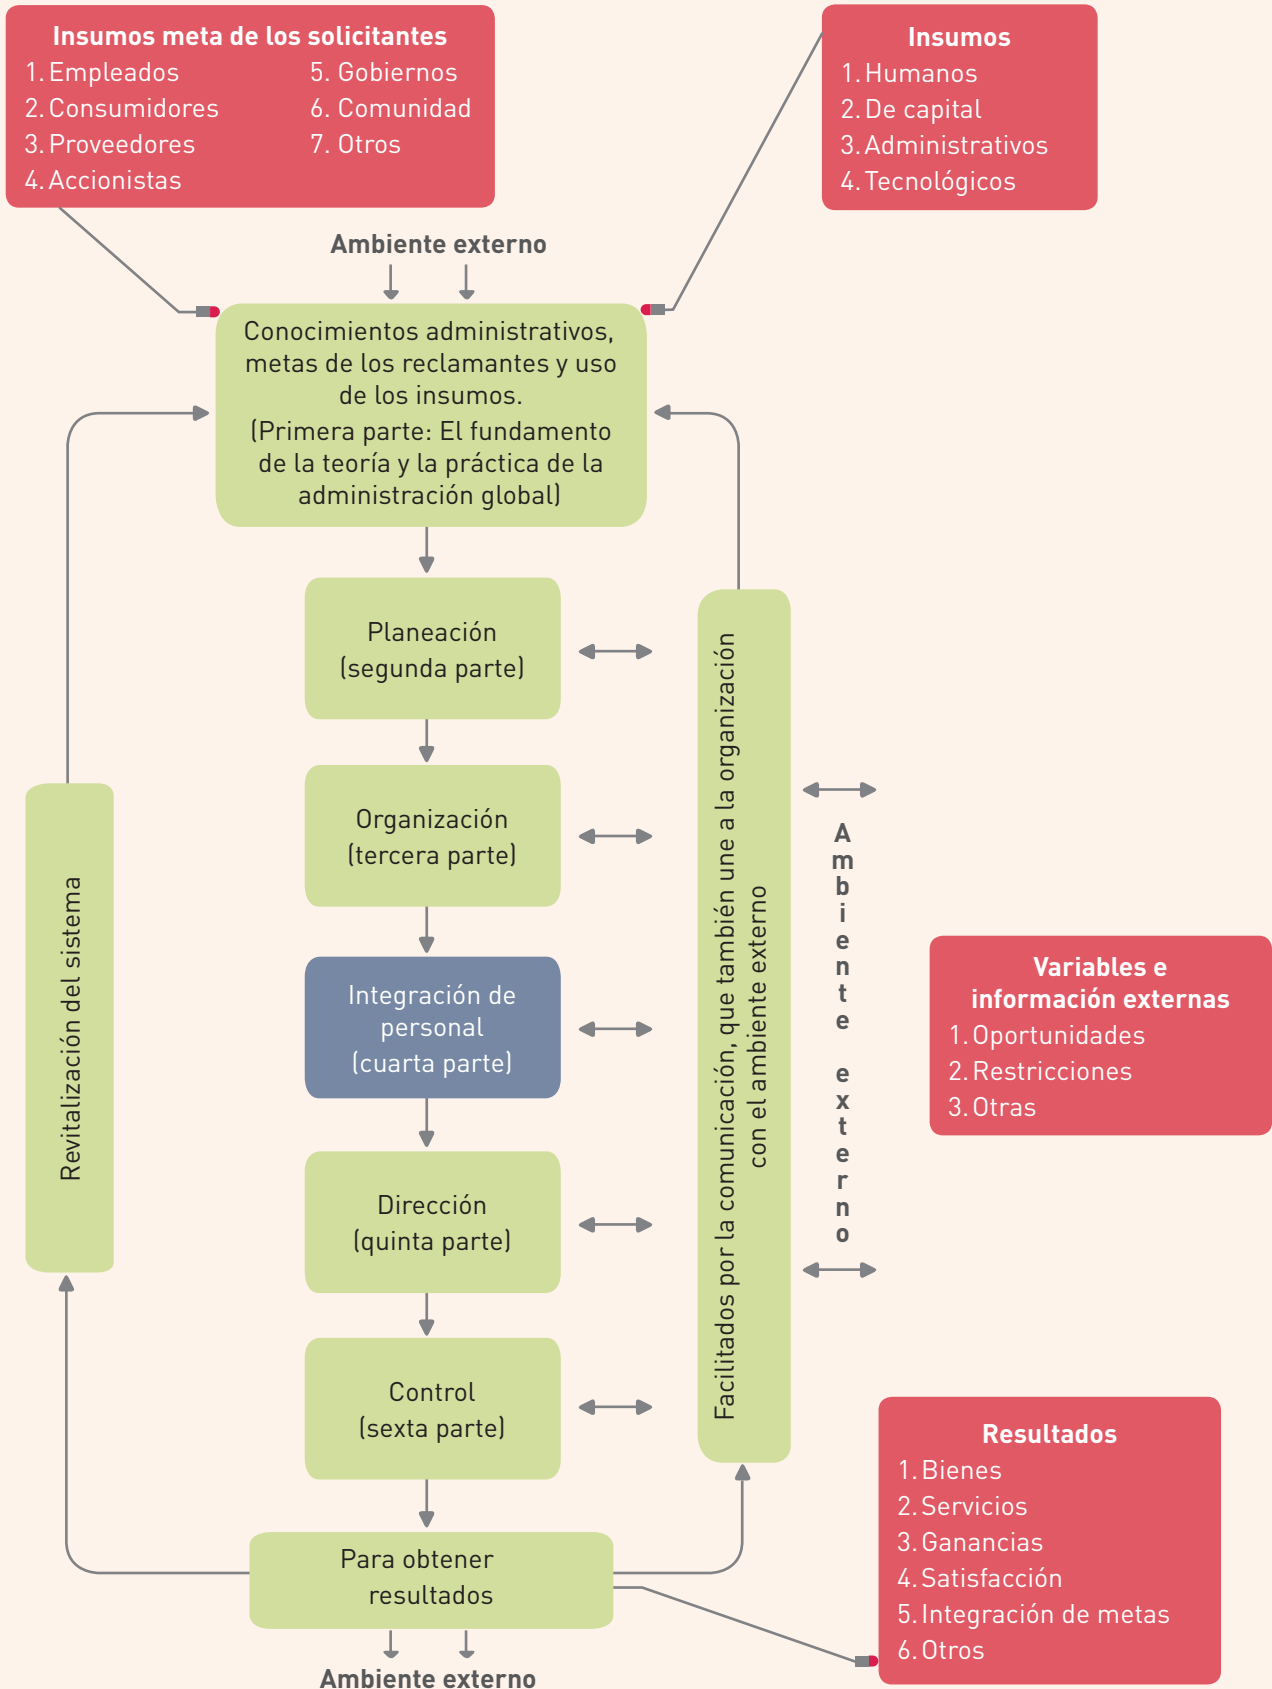 Insumos meta de los solicitantes
1. Empleados
2. Consumidores
3. Proveedores
4. Accionistas
5. Gobiernos
6. Comunidad
7. Otros
Insumos
1. Humanos
2. De capital
3. Administrativos
4. Tecnológicos
Ambiente externo
Conocimientos administrativos,
metas de los reclamantes y uso
de los insumos.
(Primera parte: El fundamento
de la teoría y la práctica de la
administración global)
Planeación
(segunda parte)
Organización
(tercera parte)
Integración de
personal
(cuarta parte)
Dirección
(quinta parte)
Control
(sexta parte)
Para obtener
resultados
Ambiente externo
Revitalización del sistema
Facilitados por la comunicación, que también une a la organización
con el ambiente externo
Ambiente externo
Variables e
información externas
1. Oportunidades
2. Restricciones
3. Otras
Resultados
1. Bienes
2. Servicios
3. Ganancias
4. Satisfacción
5. Integración de metas
6. Otros